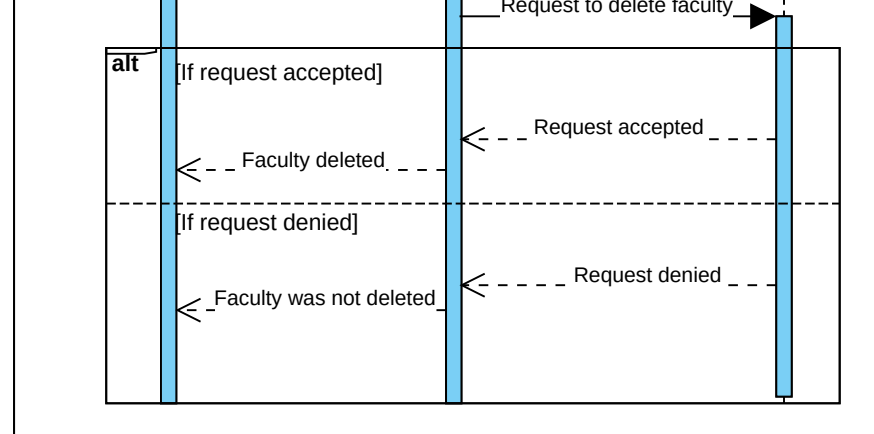 Request to delete faculty
alt
[If request accepted]
Request accepted
Faculty deleted
[If request denied]
Request denied
Faculty was not deleted